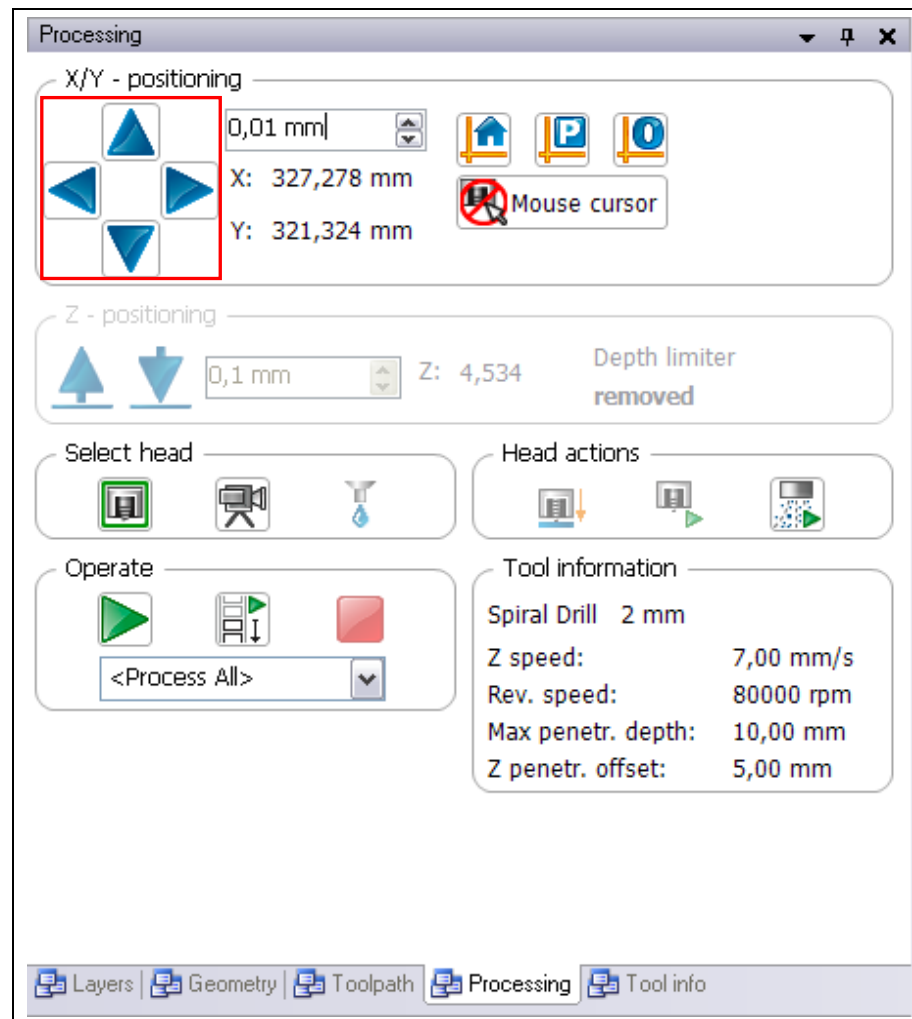 Processing
X/Y - positioning
0,01 mm
X: 327,278 mm
Y: 321,324 mm
P
0
Mouse cursor
Z - positioning
0,1 mm
Z: 4,534
Depth limiter
removed
Select head
Head actions
Operate
<Process All>
Tool information
Spiral Drill 2 mm
Z speed: 7,00 mm/s
Rev. speed: 80000 rpm
Max penetr. depth: 10,00 mm
Z penetr. offset: 5,00 mm
Layers Geometry Toolpath Processing Tool info